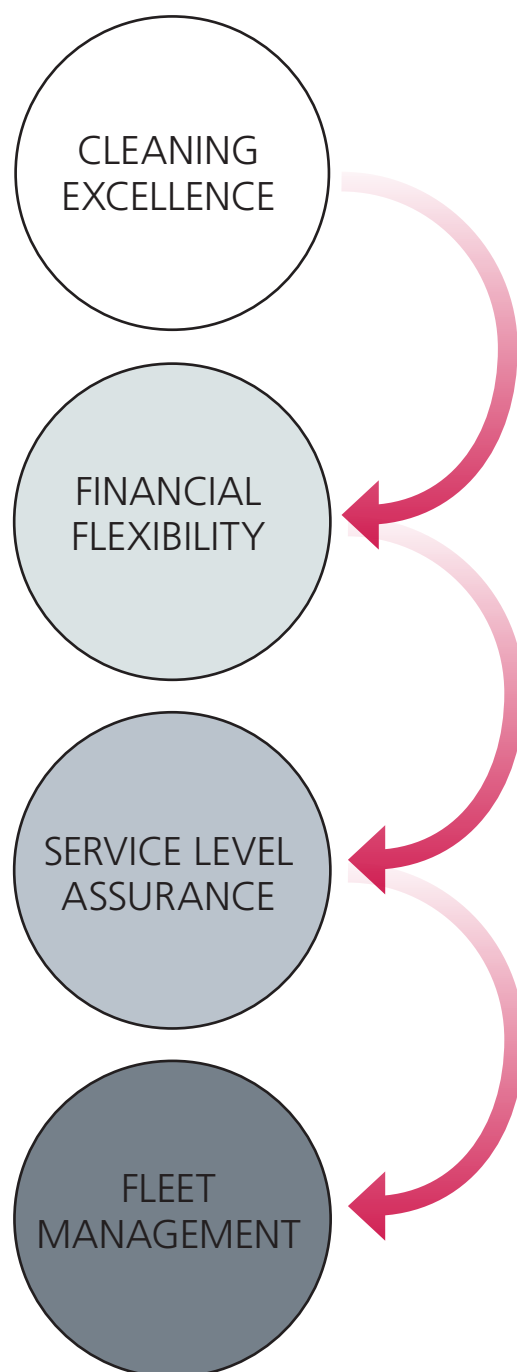 CLEANING
EXCELLENCE
FINANCIAL
FLEXIBILITY
SERVICE LEVEL
ASSURANCE
FLEET
MANAGEMENT